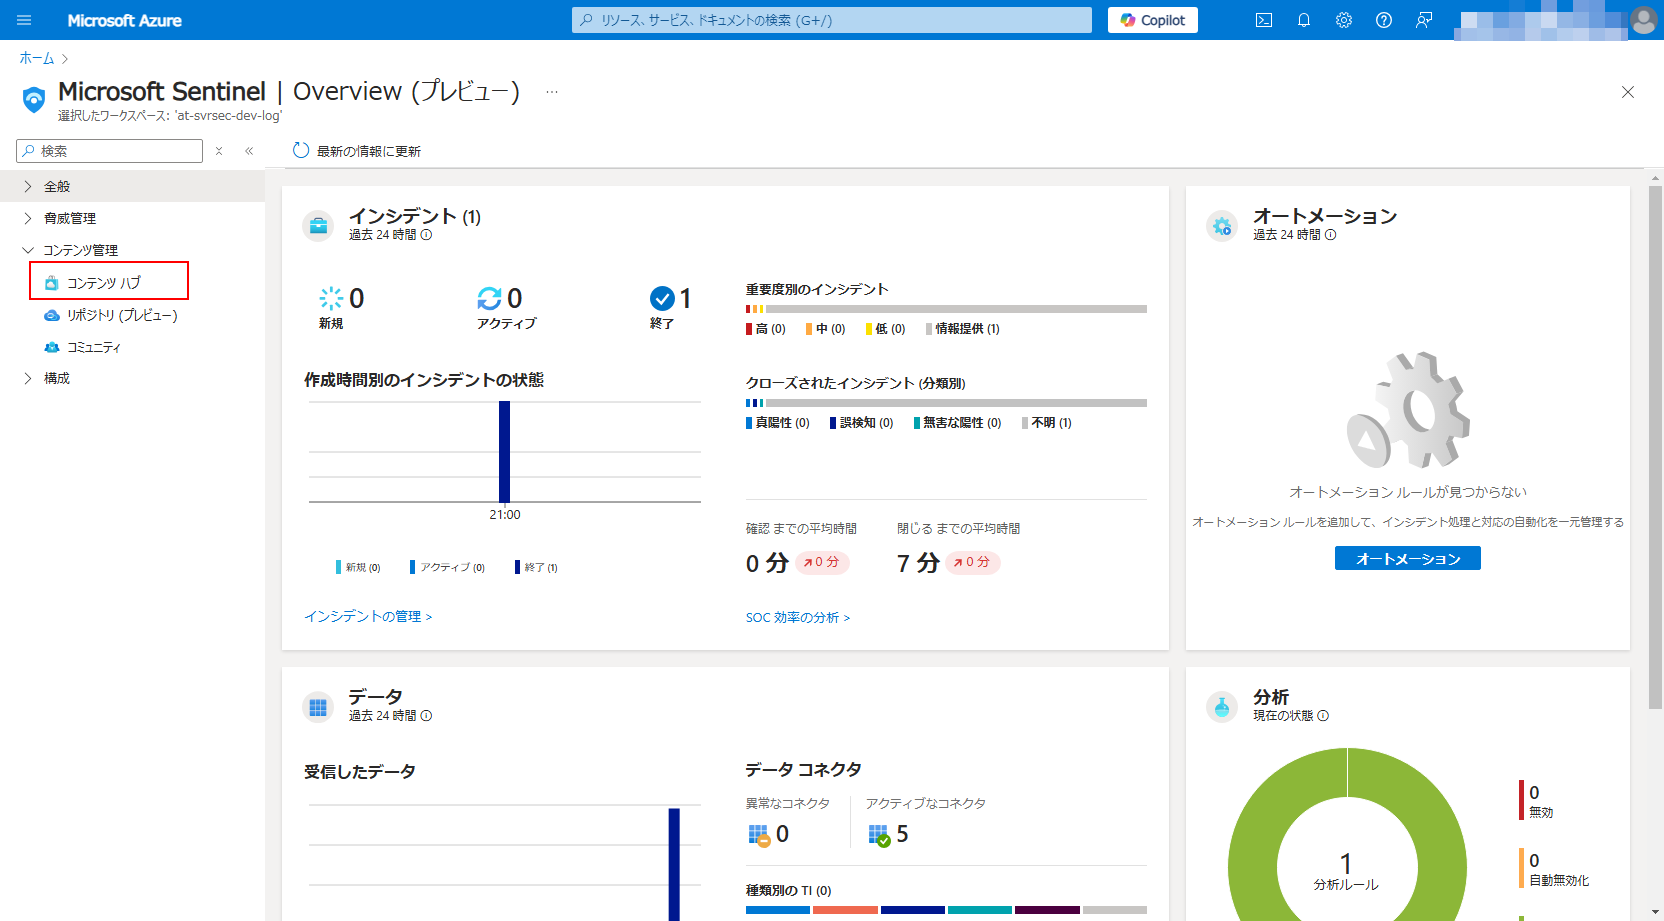 Microsoft Azure
リソース、サービス、ドキュメントの検索 (G+/)
Copilot
ホーム
Microsoft Sentinel | Overview (プレビュー)
選択したワークスペース: 'at-svrsec-dev-log'
検索
最新の情報に更新
全般
脅威管理
コンテンツ管理
コンテンツ ハブ
リポジトリ (プレビュー)
コミュニティ
構成
インシデント (1)
過去 24 時間
0
新規
0
アクティブ
1
終了
作成時間別のインシデントの状態
21:00
新規 (0)
アクティブ (0)
終了 (1)
インシデントの管理 >
重要度別のインシデント
高 (0)
中 (0)
低 (0)
情報提供 (1)
クローズされたインシデント (分類別)
真陽性 (0)
誤検知 (0)
無害な陽性 (0)
不明 (1)
確認 までの平均時間
0 分
0 分
閉じる までの平均時間
7 分
0 分
SOC 効率の分析 >
オートメーション
過去 24 時間
オートメーション ルールが見つからない
オートメーション ルールを追加して、インシデント処理と対応の自動化を一元管理する
オートメーション
データ
過去 24 時間
受信したデータ
データ コネクタ
異常なコネクタ
0
アクティブなコネクタ
5
種類別の TI (0)
分析
現在の状態
1
分析ルール
0
無効
0
自動無効化